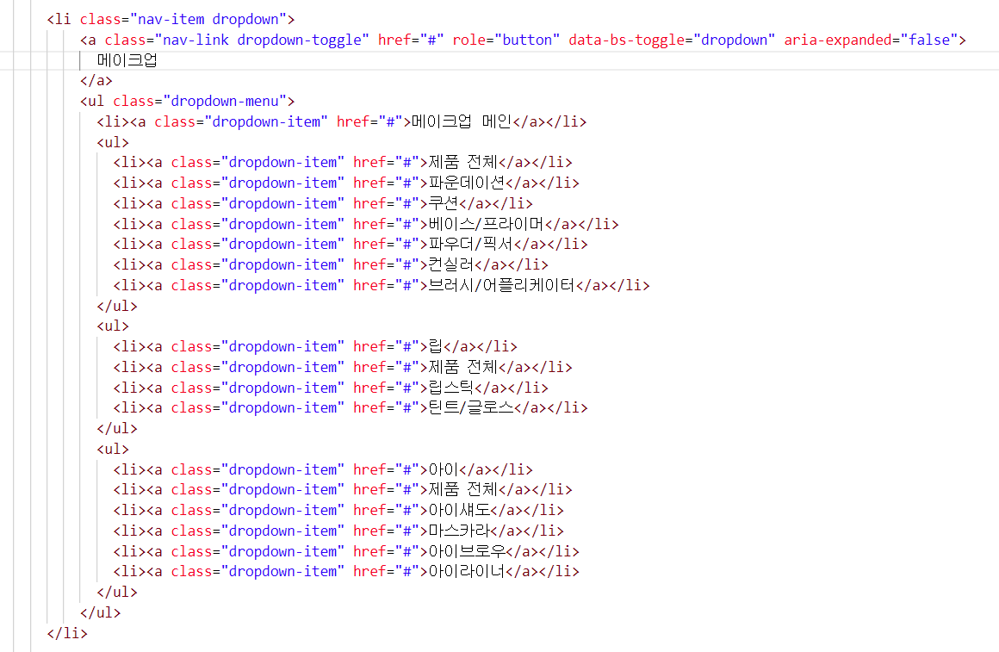 <li class="nav-item dropdown">
<a class="nav-link dropdown-toggle" href="#" role="button" data-bs-toggle="dropdown" aria-expanded="false">
메이크업
</a>
<ul class="dropdown-menu">
<li><a class="dropdown-item" href="#">메이크업 메인</a></li>
<ul>
<li><a class="dropdown-item" href="#">제품 전체</a></li>
<li><a class="dropdown-item" href="#">파운데이션</a></li>
<li><a class="dropdown-item" href="#">쿠션</a></li>
<li><a class="dropdown-item" href="#">베이스/프라이머</a></li>
<li><a class="dropdown-item" href="#">파우더/픽서</a></li>
<li><a class="dropdown-item" href="#">컨실러</a></li>
<li><a class="dropdown-item" href="#">브러시/어플리케이터</a></li>
</ul>
<ul>
<li><a class="dropdown-item" href="#">립</a></li>
<li><a class="dropdown-item" href="#">제품 전체</a></li>
<li><a class="dropdown-item" href="#">립스틱</a></li>
<li><a class="dropdown-item" href="#">틴트/글로스</a></li>
</ul>
<ul>
<li><a class="dropdown-item" href="#">아이</a></li>
<li><a class="dropdown-item" href="#">제품 전체</a></li>
<li><a class="dropdown-item" href="#">아이섀도</a></li>
<li><a class="dropdown-item" href="#">마스카라</a></li>
<li><a class="dropdown-item" href="#">아이브로우</a></li>
<li><a class="dropdown-item" href="#">아이라이너</a></li>
</ul>
</ul>
</li>